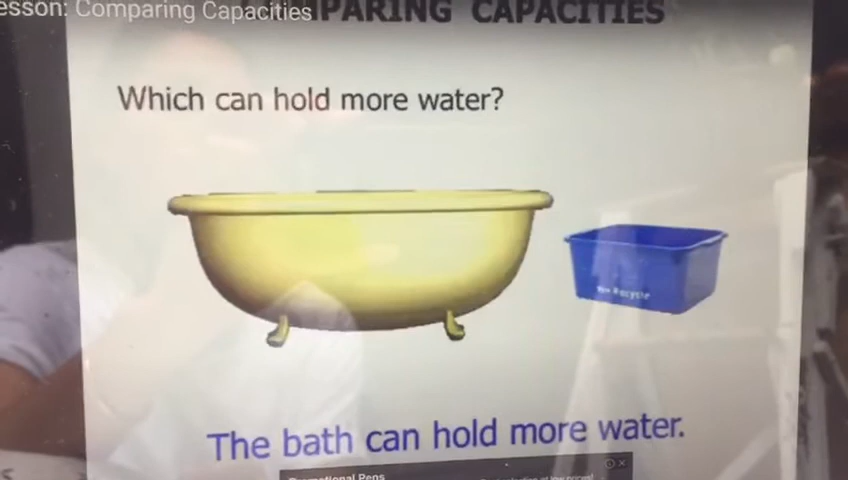 esson: Comparing Capacities
PARING CAPACITIES
Which can hold more water?
We Recycle
The bath can hold more water.
Promotional Pens